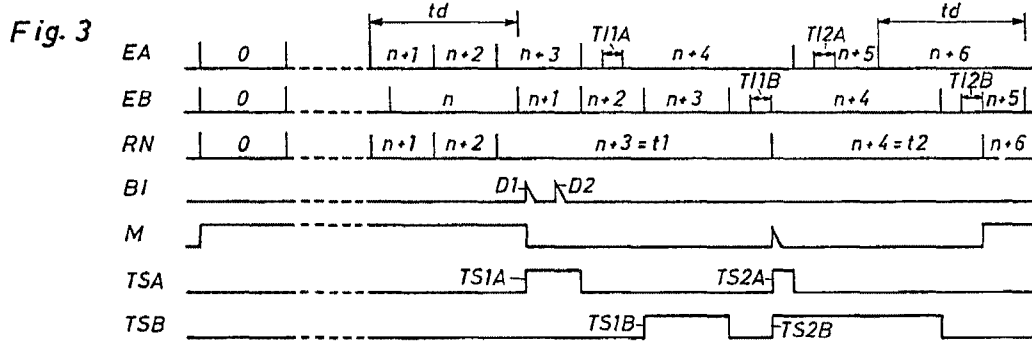 Fig. 3
td td
TI1A TI2A
EA 0 n+1 n+2 n+3 n+4 n+5 n+6
TI1B TI2B
EB 0 n n+1 n+2 n+3 n+4 n+5
RN 0 n+1 n+2 n+3=t1 n+4=t2 n+6
BI D1 D2
M
TSA TS1A TS2A
TSB TS1B TS2B